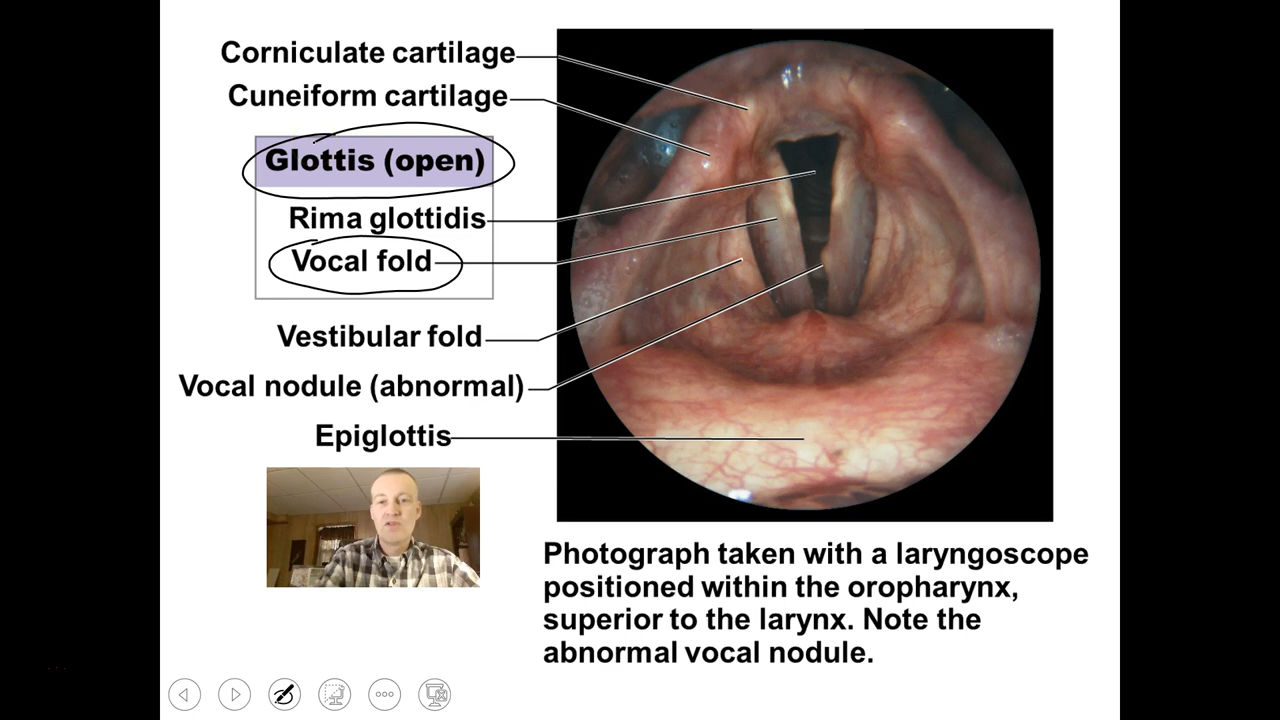 Corniculate cartilage
Cuneiform cartilage
Glottis (open)
Rima glottidis
Vocal fold
Vestibular fold
Vocal nodule (abnormal)
Epiglottis
Photograph taken with a laryngoscope
positioned within the oropharynx,
superior to the larynx. Note the
abnormal vocal nodule.